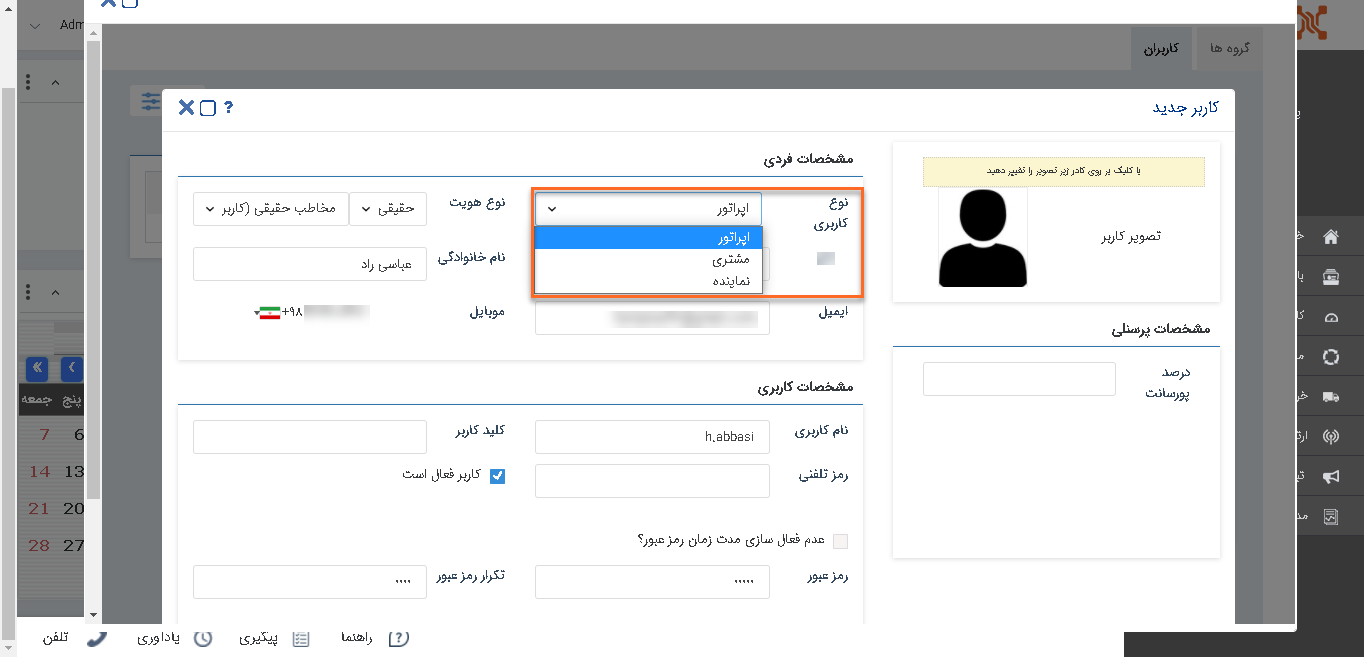 Adm
گروه ها
کاربران
کاربر جدید
?
با کلیک بر روی کادر زیر تصویر را تغییر دهید
تصویر کاربر
مشخصات پرسنلی
درصد
پورسانت
مشخصات فردی
نوع
کاربری
اپراتور
اپراتور
مشتری
نماینده
نوع هویت
حقیقی
مخاطب حقیقی (کاربر
نام خانوادگی
عباسی راد
ایمیل
موبایل
+۹۸
مشخصات کاربری
نام کاربری
h.abbasi
کلید کاربر
رمز تلفنی
کاربر فعال است
عدم فعال سازی مدت زمان رمز عبور؟
رمز عبور
•••••
تکرار رمز عبور
••••
پنج
جمعه
6
7
13
14
20
21
27
28
راهنما
پیگیری
یادآوری
تلفن